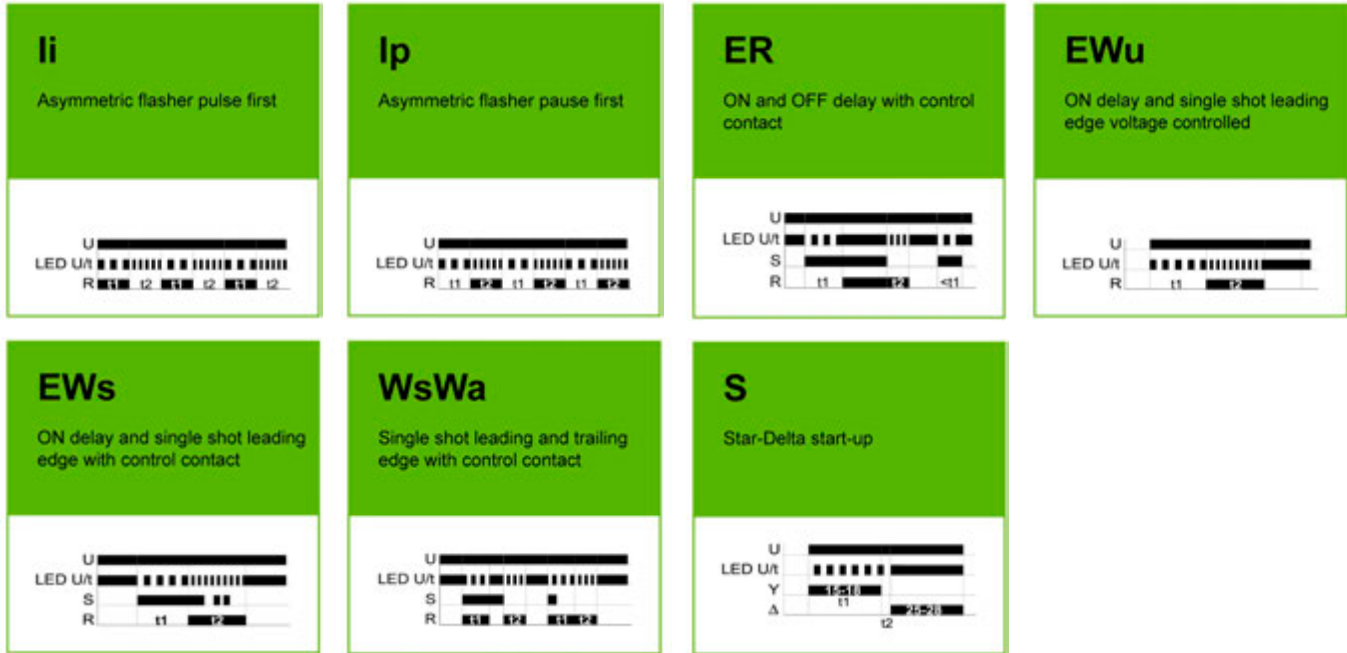 Ii
Asymmetric flasher pulse first
U
LED U/t
R t1 t2 t1 t2 t1 t2
Ip
Asymmetric flasher pause first
U
LED U/t
R t1 t2 t1 t2 t1 t2
ER
ON and OFF delay with control
contact
U
LED U/t
S
R t1 t2 <t1
EWu
ON delay and single shot leading
edge voltage controlled
U
LED U/t
R t1 t2
EWs
ON delay and single shot leading
edge with control contact
U
LED U/t
S
R t1 t2
WsWa
Single shot leading and trailing
edge with control contact
U
LED U/t
S
R t1 t2 t1 t2
S
Star-Delta start-up
U
LED U/t
Y 15-18
t1
Δ 25-28
t2